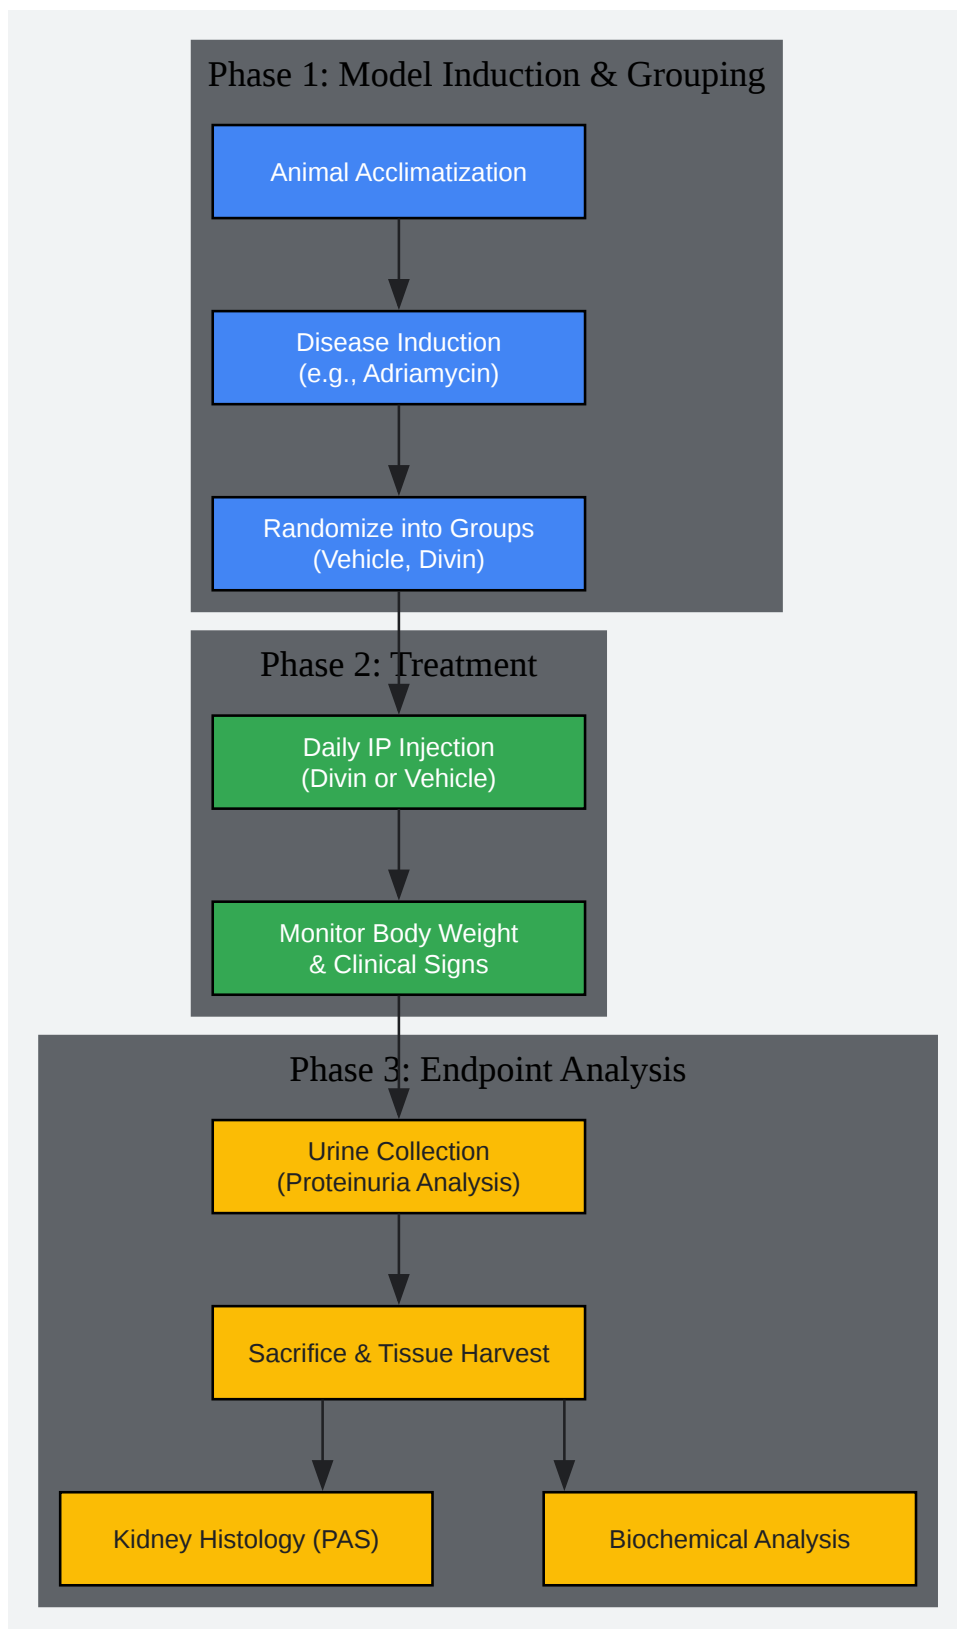 Phase 1: Model Induction & Grouping
Animal Acclimatization
Disease Induction
(e.g., Adriamycin)
Randomize into Groups
(Vehicle, Divin)
Phase 2: Treatment
Daily IP Injection
(Divin or Vehicle)
Monitor Body Weight
& Clinical Signs
Phase 3: Endpoint Analysis
Urine Collection
(Proteinuria Analysis)
Sacrifice & Tissue Harvest
Kidney Histology (PAS)
Biochemical Analysis